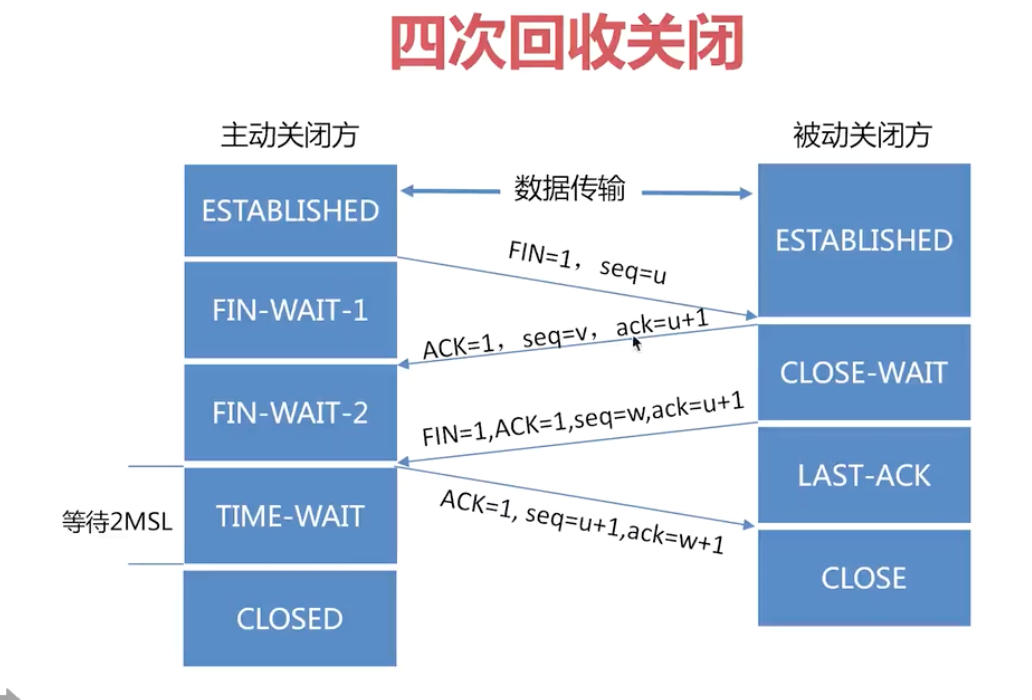 四次回收关闭
主动关闭方
被动关闭方
数据传输
ESTABLISHED
ESTABLISHED
FIN=1，seq=u
FIN-WAIT-1
ACK=1，seq=v，ack=u+1
CLOSE-WAIT
FIN-WAIT-2
FIN=1,ACK=1,seq=w,ack=u+1
LAST-ACK
等待2MSL
TIME-WAIT
ACK=1, seq=u+1,ack=w+1
CLOSE
CLOSED